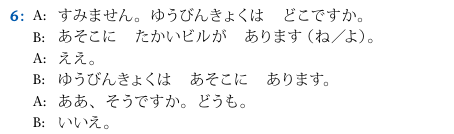 6: A: すみません。ゆうびんきょくは　どこですか。
B: あそこに　たかいビルが　あります（ね／よ）。
A: ええ。
B: ゆうびんきょくは　あそこに　あります。
A: ああ、そうですか。どうも。
B: いいえ。